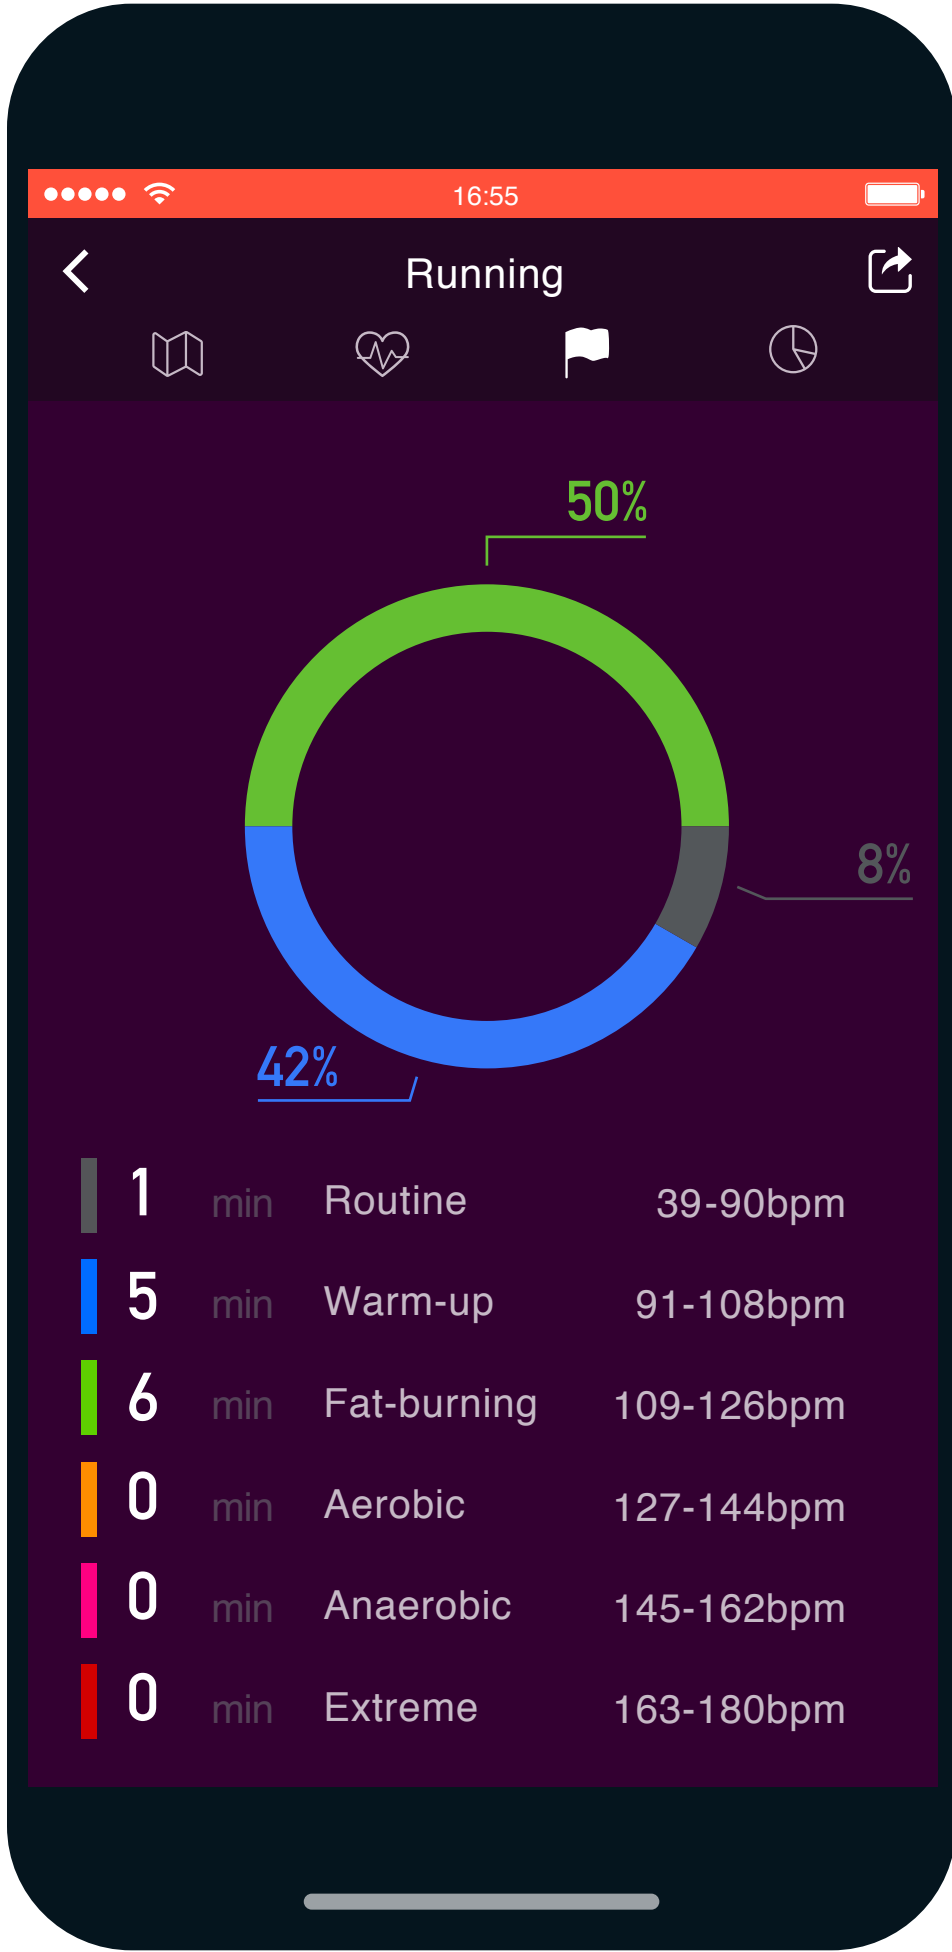 16:55
Running
50%
8%
42%
1 min Routine 39-90bpm
5 min Warm-up 91-108bpm
6 min Fat-burning 109-126bpm
0 min Aerobic 127-144bpm
0 min Anaerobic 145-162bpm
0 min Extreme 163-180bpm